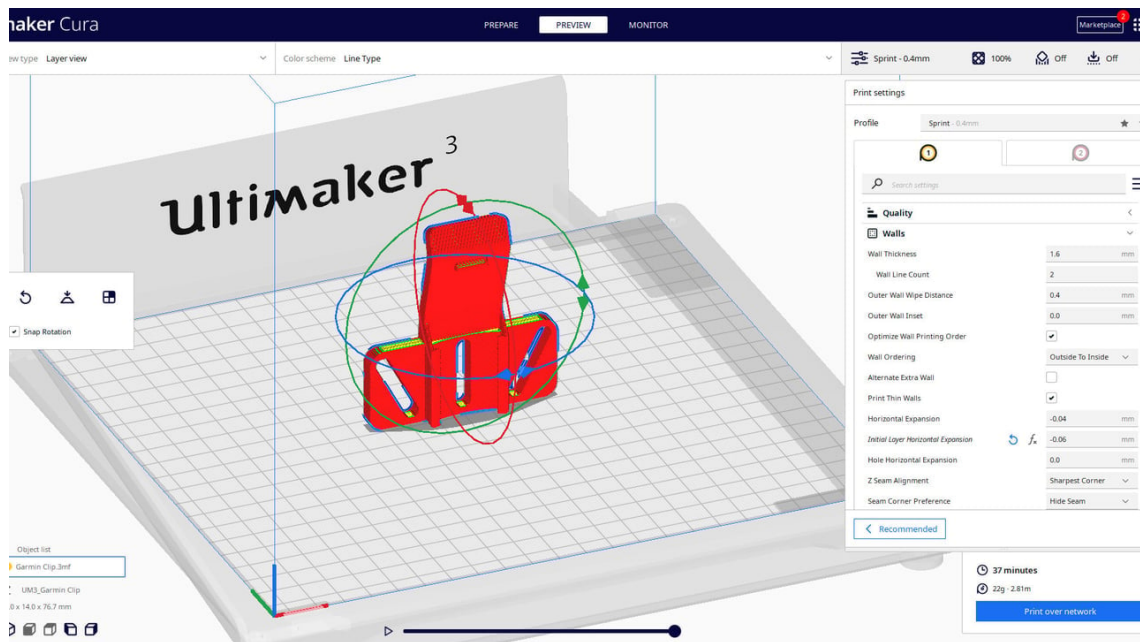 maker Cura
PREPARE
PREVIEW
MONITOR
Marketplace
2
ew type Layer view
Color scheme Line Type
Sprint - 0.4mm
100%
Off
Off
Print settings
Profile
Sprint - 0.4mm
1
2
Search settings
Quality
Walls
Wall Thickness 1.6 mm
Wall Line Count 2
Outer Wall Wipe Distance 0.4 mm
Outer Wall Inset 0.0 mm
Optimize Wall Printing Order
Wall Ordering Outside To Inside
Alternate Extra Wall
Print Thin Walls
Horizontal Expansion -0.04 mm
Initial Layer Horizontal Expansion -0.06 mm
Hole Horizontal Expansion 0.0 mm
Z Seam Alignment Sharpest Corner
Seam Corner Preference Hide Seam
Recommended
Ultimaker 3
Snap Rotation
Object list
Garmin Clip.3mf
UM3_Garmin Clip
.0 x 14.0 x 76.7 mm
37 minutes
22g · 2.81m
Print over network